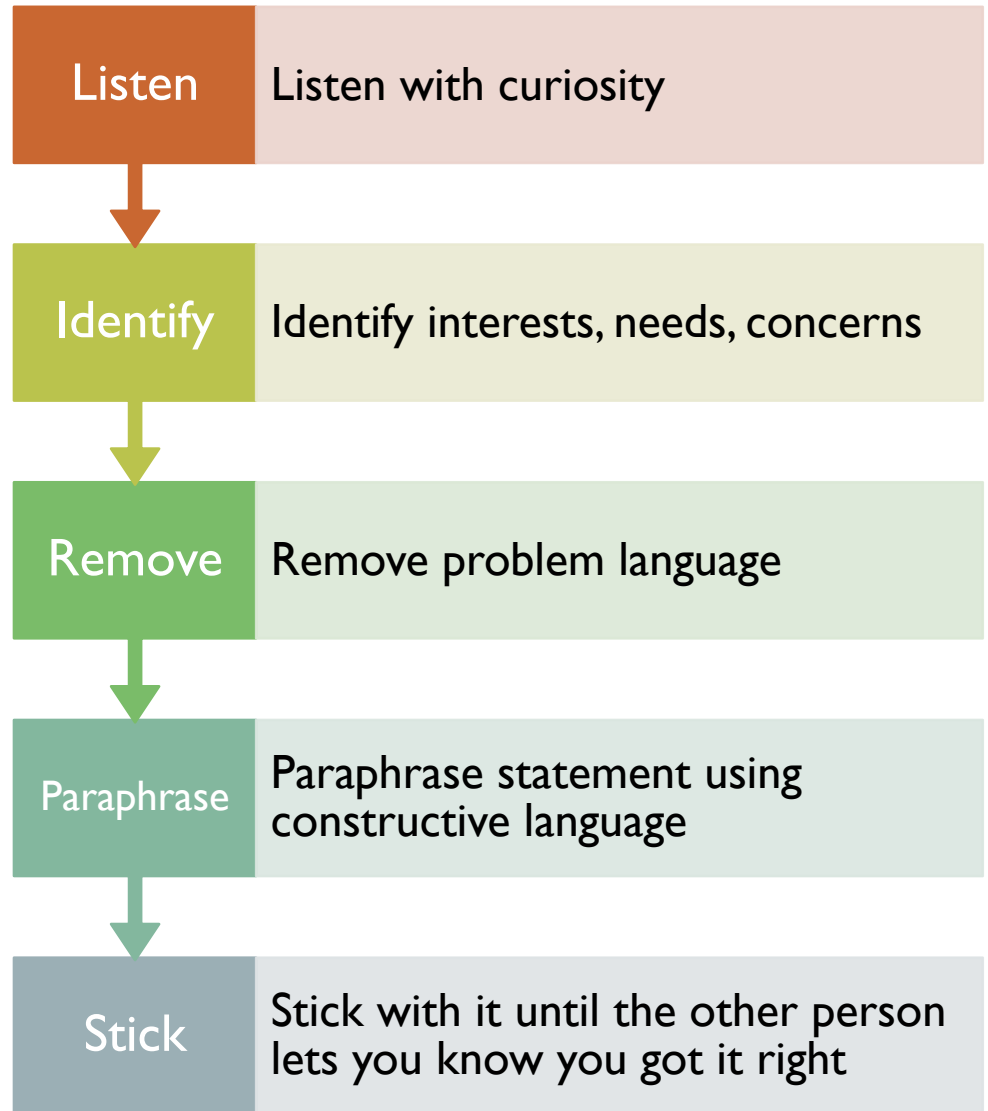 Listen
Listen with curiosity
Identify
Identify interests, needs, concerns
Remove
Remove problem language
Paraphrase
Paraphrase statement using
constructive language
Stick
Stick with it until the other person
lets you know you got it right